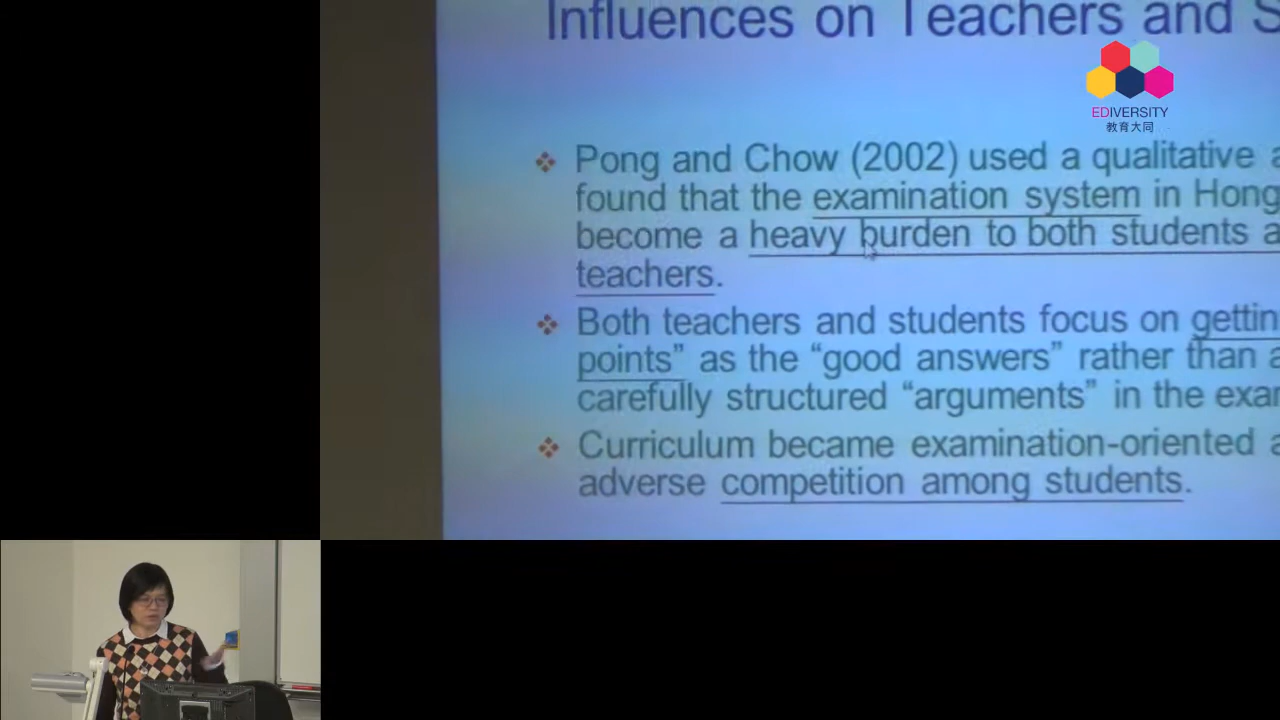 Influences on Teachers and S
EDIVERSITY
教育大同
Pong and Chow (2002) used a qualitative a
found that the examination system in Hong
become a heavy burden to both students a
teachers.
Both teachers and students focus on gettin
points” as the “good answers” rather than a
carefully structured “arguments” in the exa
Curriculum became examination-oriented a
adverse competition among students.